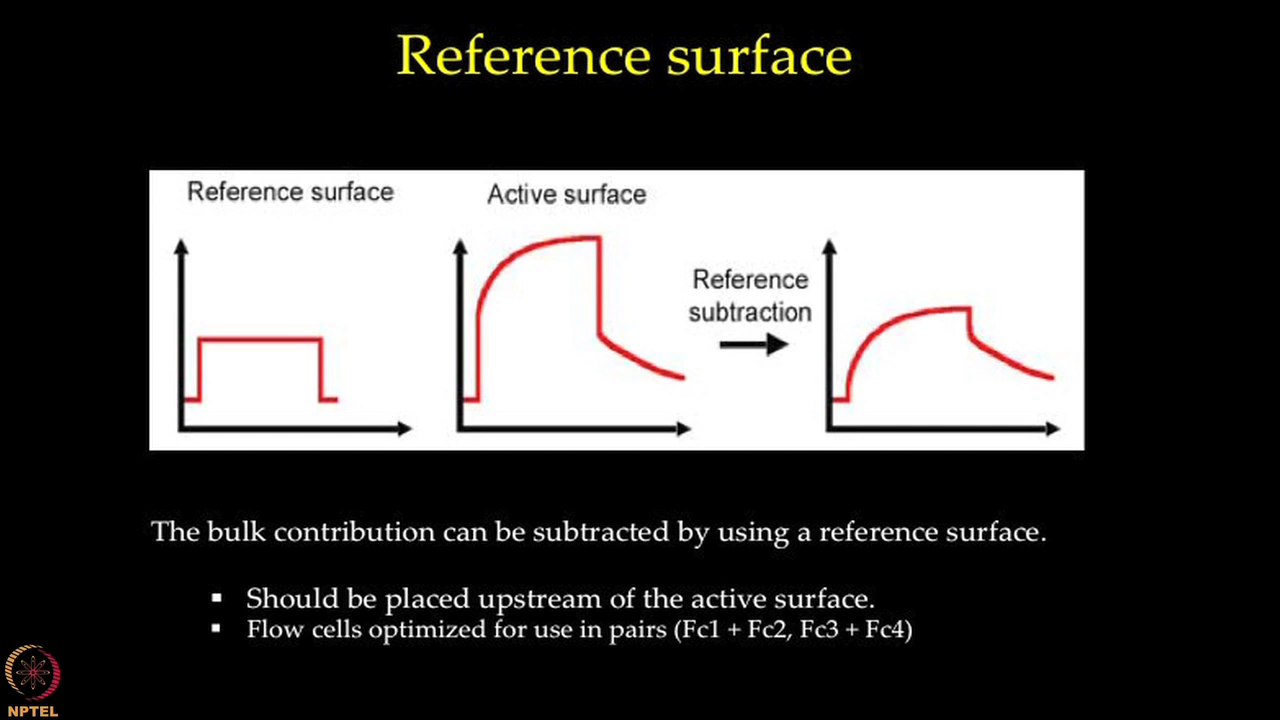 Reference surface
Reference surface
Active surface
Reference
subtraction
The bulk contribution can be subtracted by using a reference surface.
▪ Should be placed upstream of the active surface.
▪ Flow cells optimized for use in pairs (Fc1 + Fc2, Fc3 + Fc4)
NPTEL